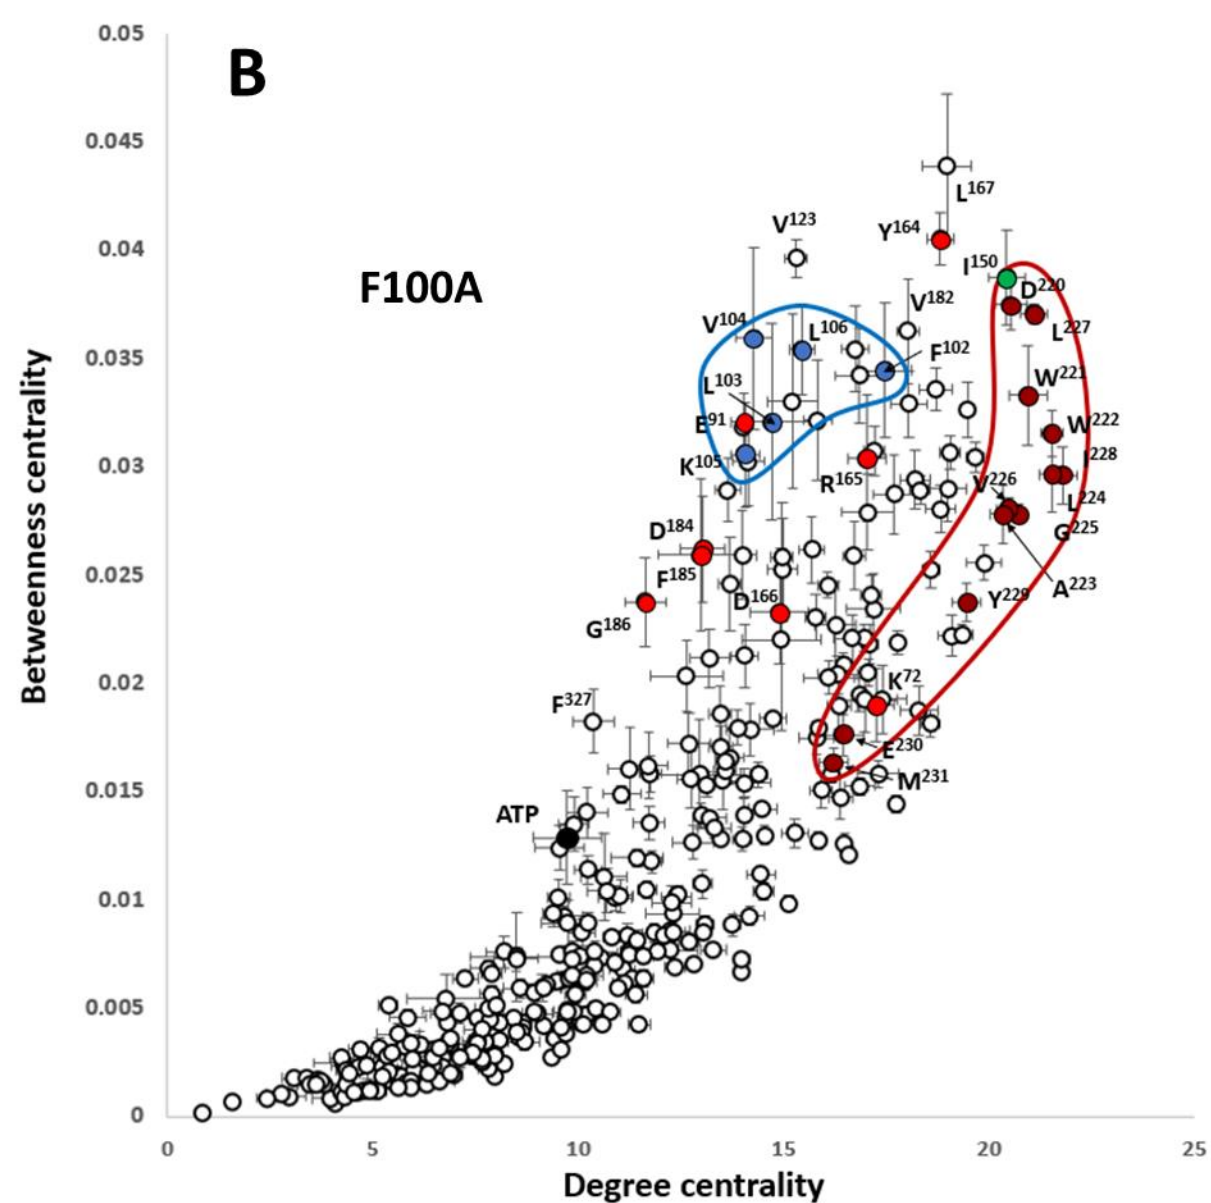 B
F100A
Betweenness centrality
0.05
0.045
0.04
0.035
0.03
0.025
0.02
0.015
0.01
0.005
0
L167
Y164
V123
I150
D220
L227
V182
V104
L106
F102
L103
W221
E91
W222
K105
I228
R165
V226
L224
G225
D184
F185
D166
A223
Y229
G186
K72
F327
E230
M231
ATP
0
5
10
15
20
25
Degree centrality